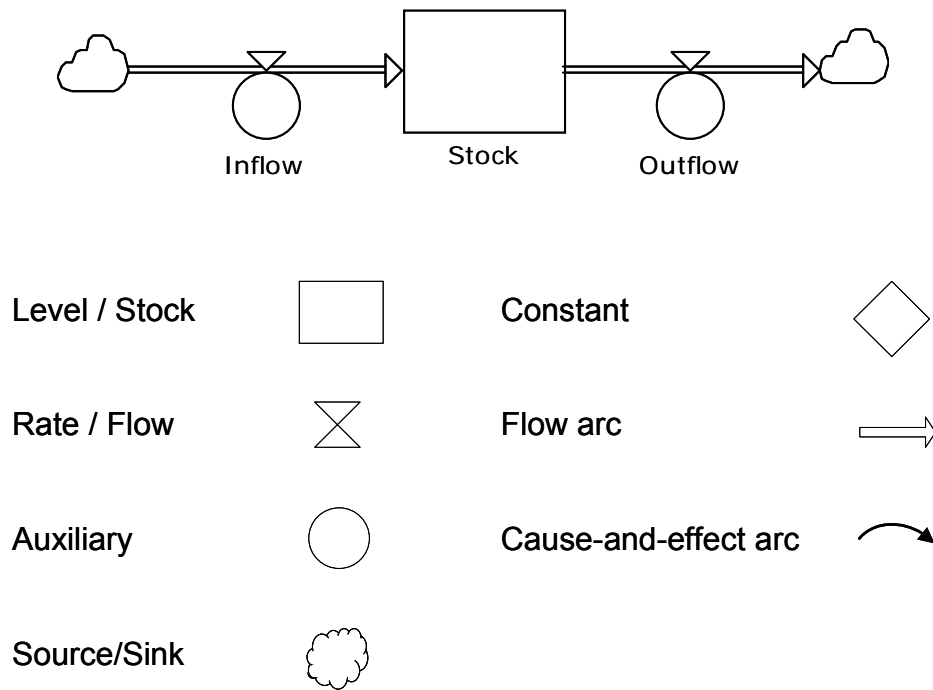 Inflow
Stock
Outflow
Level / Stock
Constant
Rate / Flow
Flow arc
Auxiliary
Cause-and-effect arc
Source/Sink